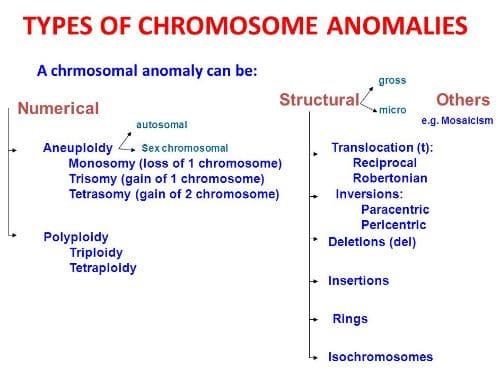 TYPES OF CHROMOSOME ANOMALIES
A chrmosomal anomaly can be:
Numerical
autosomal
Aneuploidy
Sex chromosomal
Monosomy (loss of 1 chromosome)
Trisomy (gain of 1 chromosome)
Tetrasomy (gain of 2 chromosome)
Polyploidy
Triploidy
Tetraploidy
gross
Structural
micro
Translocation (t):
Reciprocal
Robertonian
Inversions:
Paracentric
Pericentric
Deletions (del)
Insertions
Rings
Isochromosomes
Others
e.g. Mosaicism